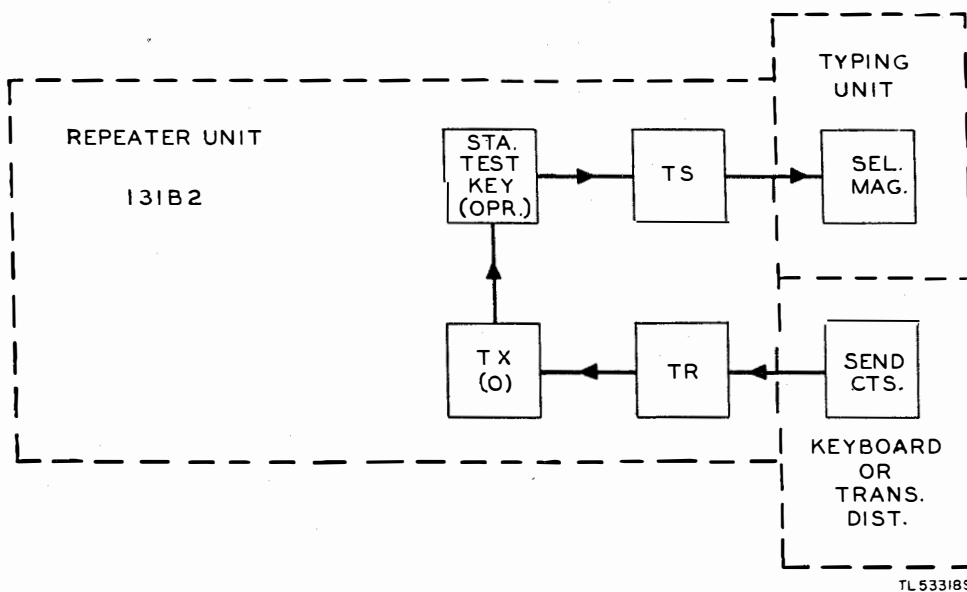 REPEATER UNIT
131B2
STA.
TEST
KEY
(OPR.)
TS
TYPING
UNIT
SEL.
MAG.
TX
(O)
TR
SEND
CTS.
KEYBOARD
OR
TRANS.
DIST.
TL53318S